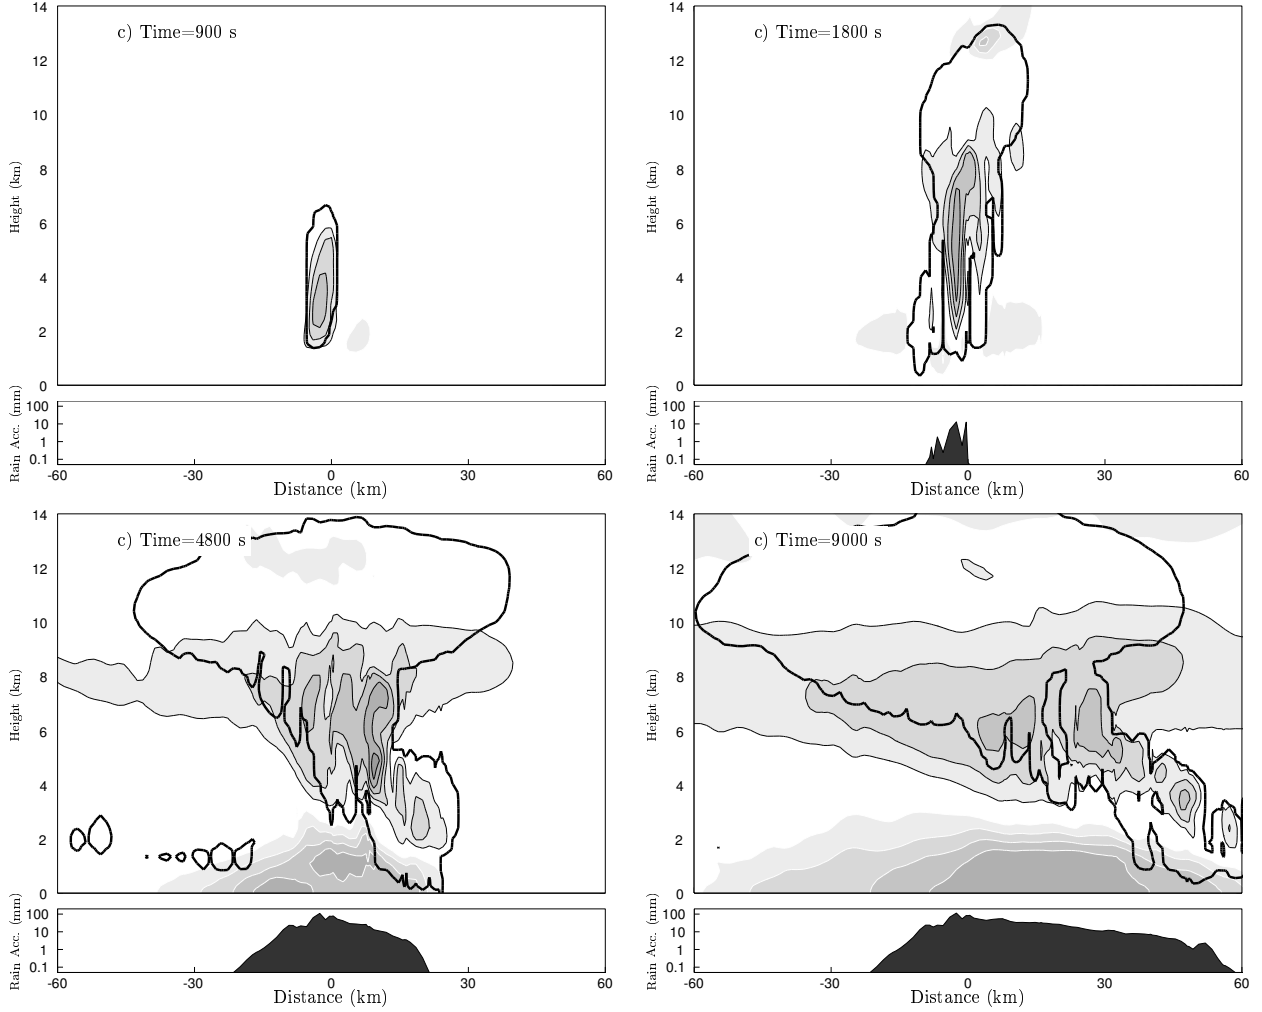 c) Time=900 s
14
12
10
8
6
4
2
0
Height (km)
100
10
1
0.1
Rain Acc. (mm)
-60 -30 0 30 60
Distance (km)
c) Time=1800 s
14
12
10
8
6
4
2
0
Height (km)
100
10
1
0.1
Rain Acc. (mm)
-60 -30 0 30 60
Distance (km)
c) Time=4800 s
14
12
10
8
6
4
2
0
Height (km)
100
10
1
0.1
Rain Acc. (mm)
-60 -30 0 30 60
Distance (km)
c) Time=9000 s
14
12
10
8
6
4
2
0
Height (km)
100
10
1
0.1
Rain Acc. (mm)
-60 -30 0 30 60
Distance (km)